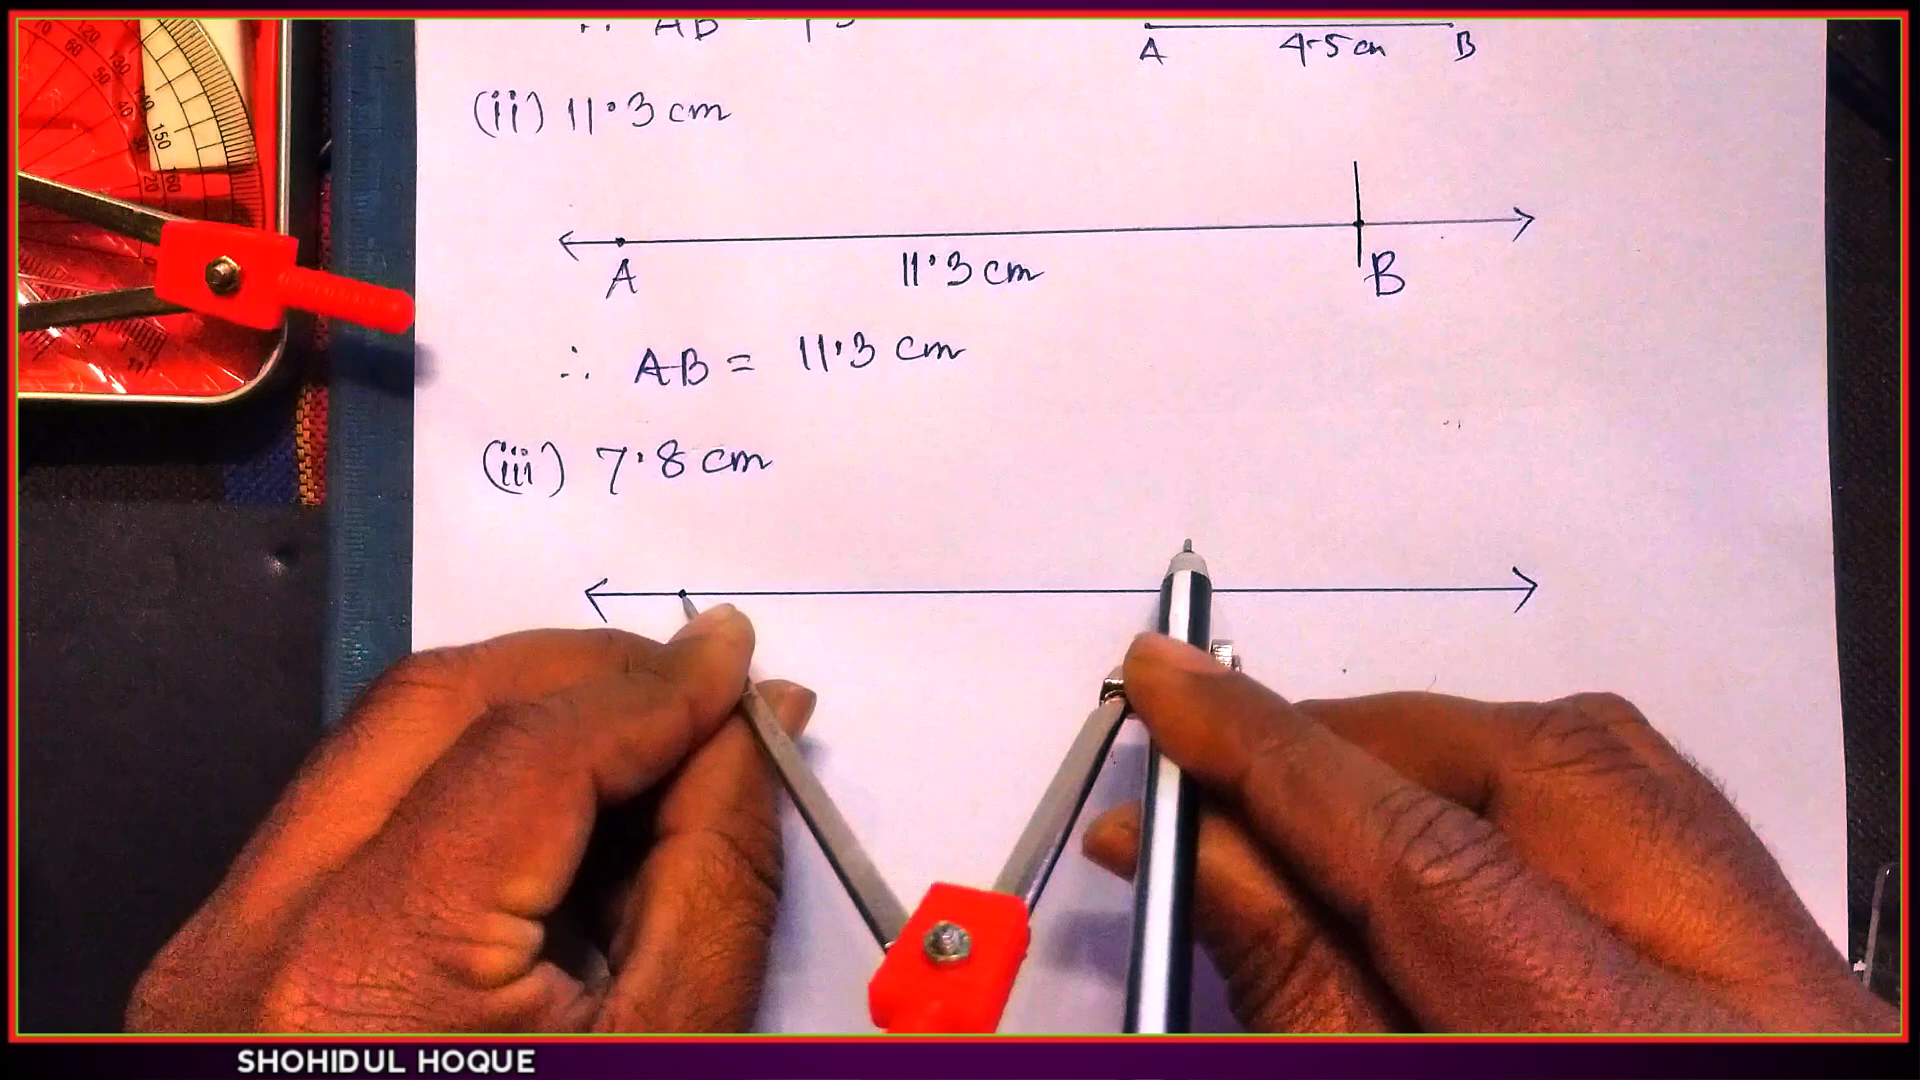 A 4.5 cm B
(ii) 11.3 cm
A 11.3 cm B
∴ AB = 11.3 cm
(iii) 7.8 cm
SHOHIDUL HOQUE